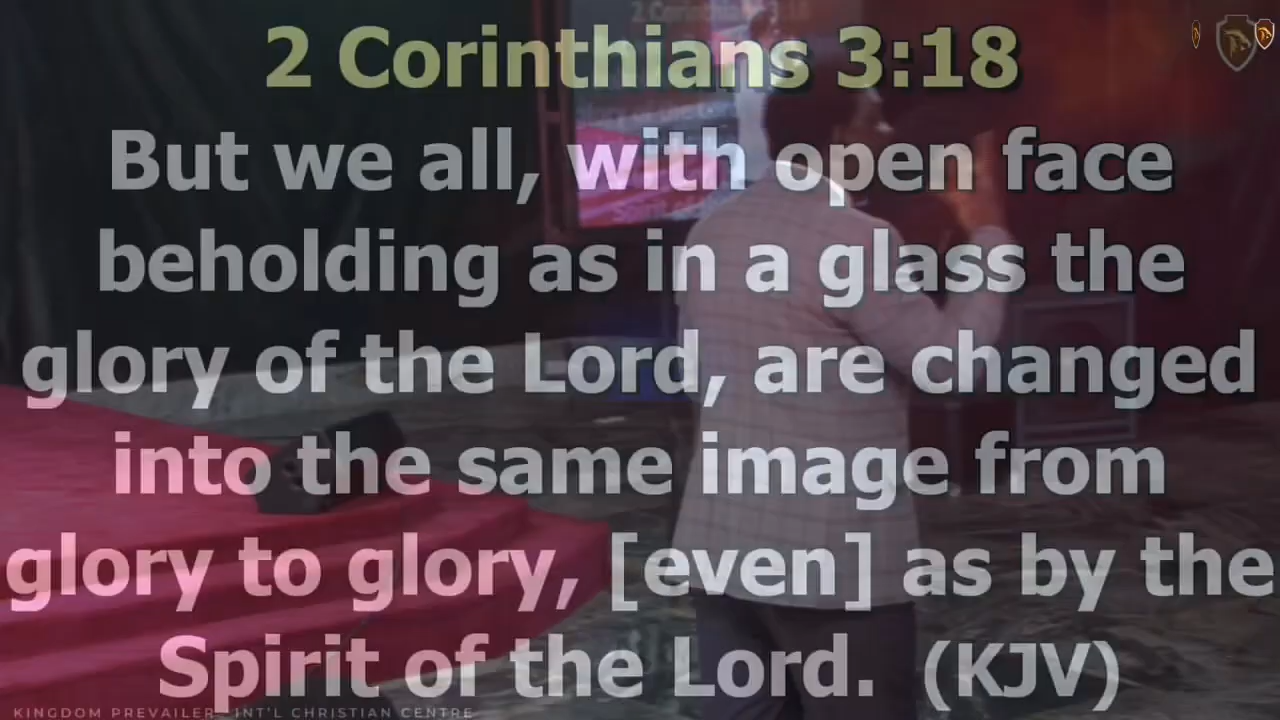 2 Corinthians 3:18
But we all, with open face
beholding as in a glass the
glory of the Lord, are changed
into the same image from
glory to glory, [even] as by the
Spirit of the Lord. (KJV)
KINGDOM PREVAILER INT'L CHRISTIAN CENTRE